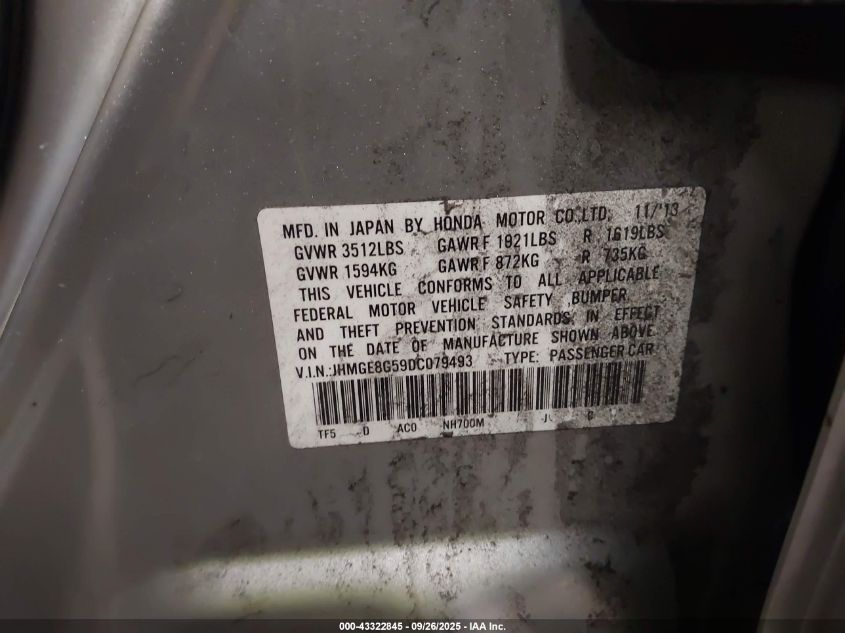 MFD. IN JAPAN BY HONDA MOTOR CO.,LTD. 11/'13
GVWR 3512LBS GAWR F 1921LBS R 1619LBS
GVWR 1594KG GAWR F 872KG R 735KG
THIS VEHICLE CONFORMS TO ALL APPLICABLE
FEDERAL MOTOR VEHICLE SAFETY BUMPER
AND THEFT PREVENTION STANDARDS IN EFFECT
ON THE DATE OF MANUFACTURE SHOWN ABOVE.
V.I.N.:JHMGE8G59DC079493 TYPE: PASSENGER CAR
TF5 -D AC0 NH700M
000-43322845 - 09/26/2025 - IAA Inc.